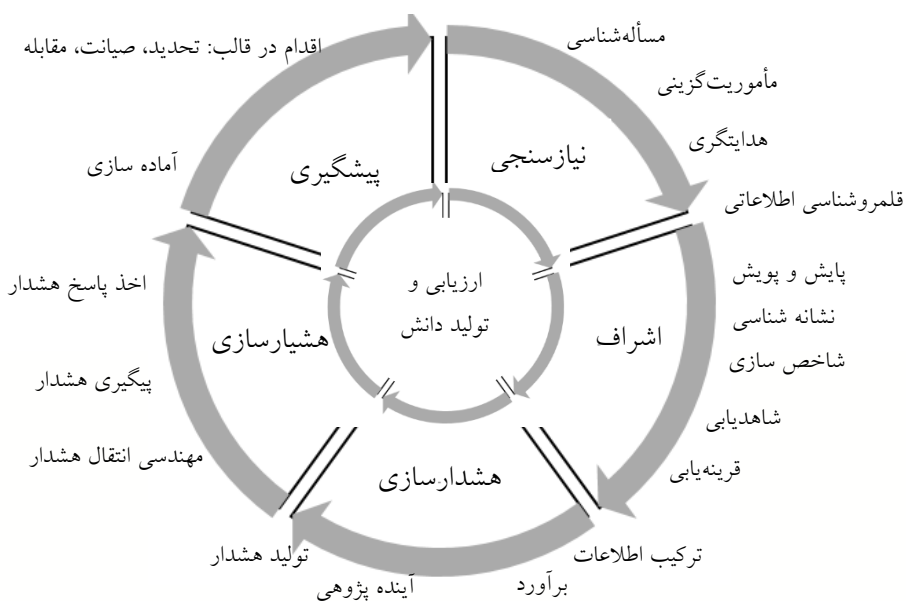 مسأله‌شناسی
مأموریت‌گزینی
هدایتگری
قلمروشناسی اطلاعاتی
نیازسنجی
پایش و پویش
نشانه شناسی
شاخص سازی
شاهدیابی
قرینه‌یابی
اشراف
ترکیب اطلاعات
برآورد
آینده پژوهی
تولید هشدار
هشدارسازی
مهندسی انتقال هشدار
پیگیری هشدار
اخذ پاسخ هشدار
هشیارسازی
آماده سازی
اقدام در قالب: تحدید، صیانت، مقابله
پیشگیری
ارزیابی و
تولید دانش